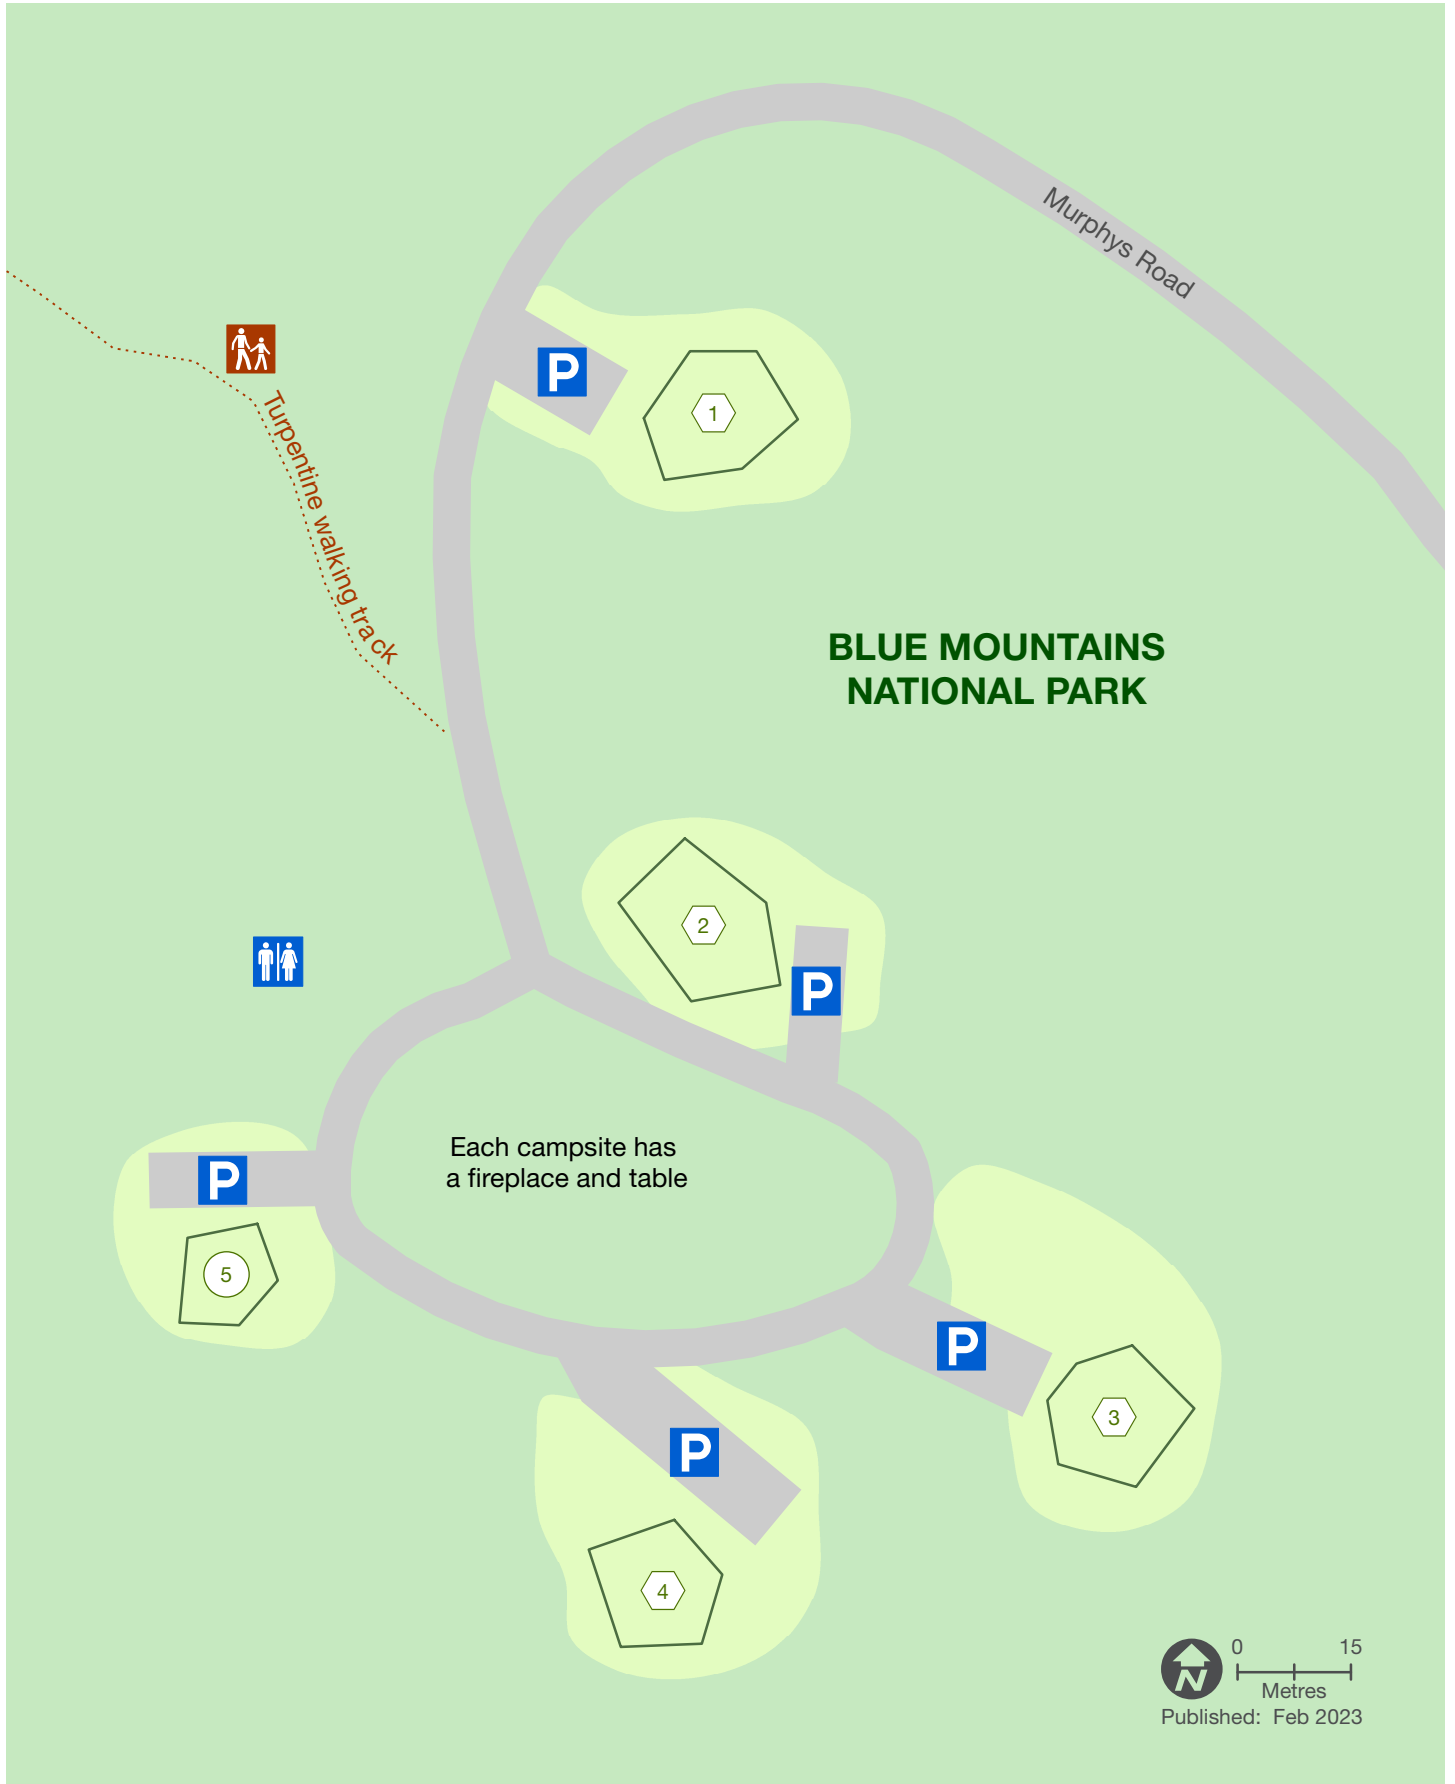 Murphys Road
P
1
Turpentine walking track
BLUE MOUNTAINS
NATIONAL PARK
2
P
Each campsite has
a fireplace and table
P
5
P
3
P
4
N
0 15
Metres
Published: Feb 2023